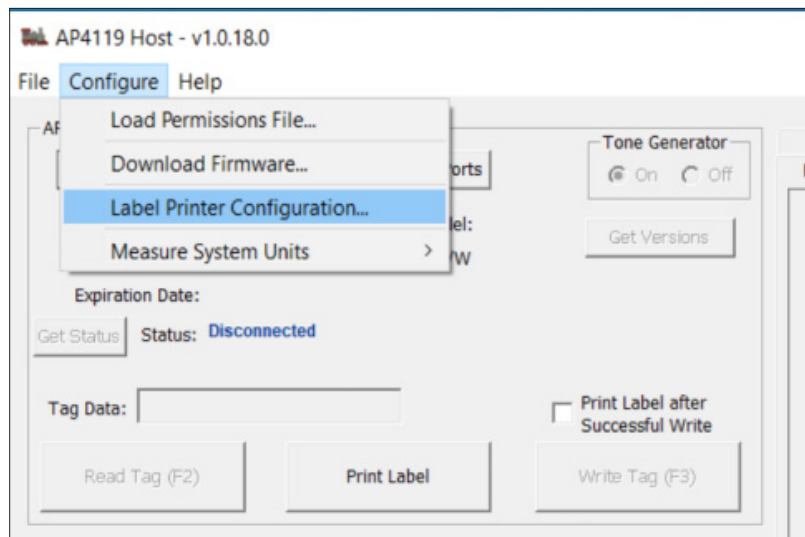 AP4119 Host - v1.0.18.0
File Configure Help
Load Permissions File...
Download Firmware...
Label Printer Configuration...
Measure System Units
Tone Generator
On Off
Get Versions
Expiration Date:
Get Status Status: Disconnected
Tag Data:
Print Label after
Successful Write
Read Tag (F2) Print Label Write Tag (F3)